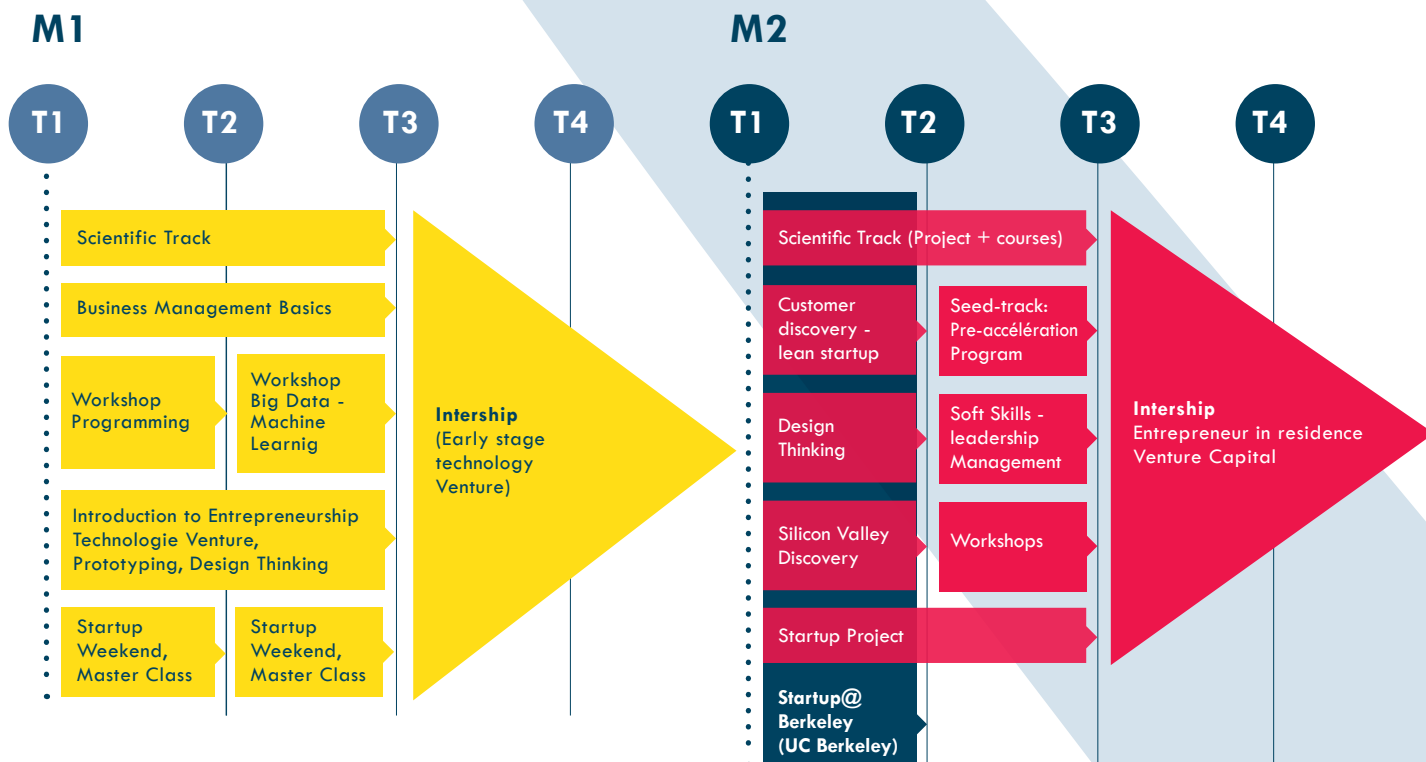 M1
M2
T1
T2
T3
T4
T1
T2
T3
T4
Scientific Track
Business Management Basics
Workshop
Programming
Workshop
Big Data -
Machine
Learnig
Introduction to Entrepreneurship
Technologie Venture,
Prototyping, Design Thinking
Startup
Weekend,
Master Class
Startup
Weekend,
Master Class
Intership
(Early stage
technology
Venture)
Scientific Track (Project + courses)
Customer
discovery -
lean startup
Seed-track:
Pre-accélération
Program
Design
Thinking
Soft Skills -
leadership
Management
Silicon Valley
Discovery
Workshops
Startup Project
Startup@
Berkeley
(UC Berkeley)
Intership
Entrepreneur in residence
Venture Capital